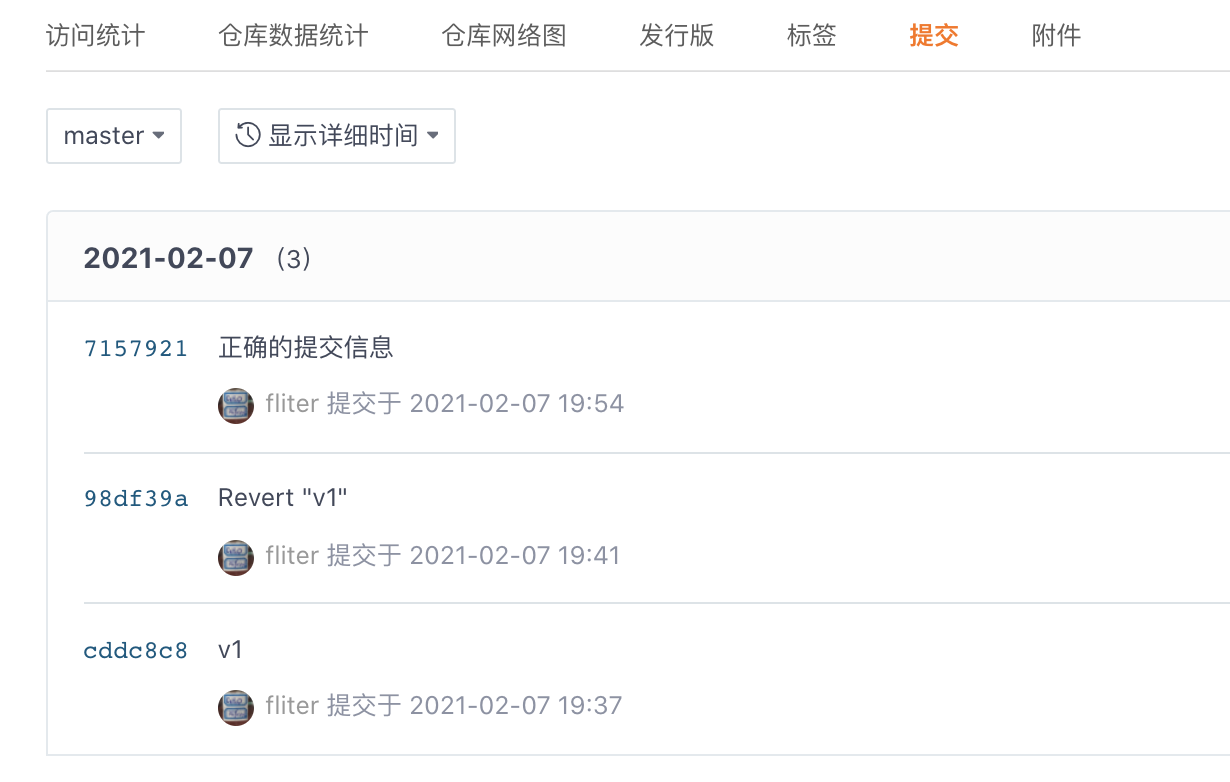 访问统计 仓库数据统计 仓库网络图 发行版 标签 提交 附件
master 显示详细时间
2021-02-07 (3)
7157921 正确的提交信息
fliter 提交于 2021-02-07 19:54
98df39a Revert "v1"
fliter 提交于 2021-02-07 19:41
cddc8c8 v1
fliter 提交于 2021-02-07 19:37